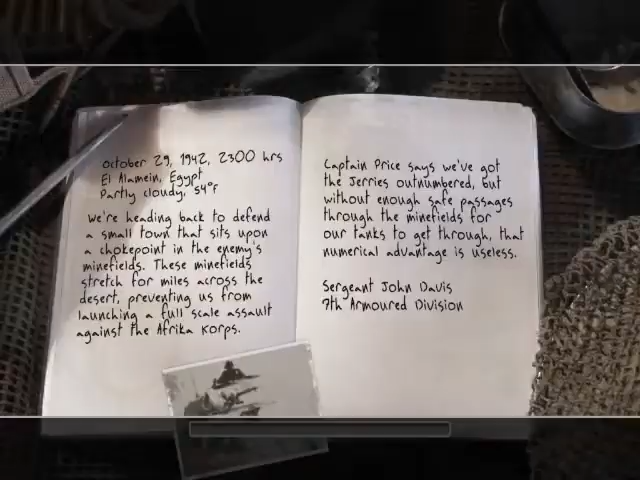 October 29, 1942, 2300 hrs
El Alamein, Egypt
Partly cloudy, 54°F
We're heading back to defend
a small town that sits upon
a chokepoint in the enemy's
minefields. These minefields
stretch for miles across the
desert, preventing us from
launching a full scale assault
against the Afrika Korps.
Captain Price says we've got
the Jerries outnumbered, but
without enough safe passages
through the minefields for
our tanks to get through, that
numerical advantage is useless.
Sergeant John Davis
7th Armoured Division